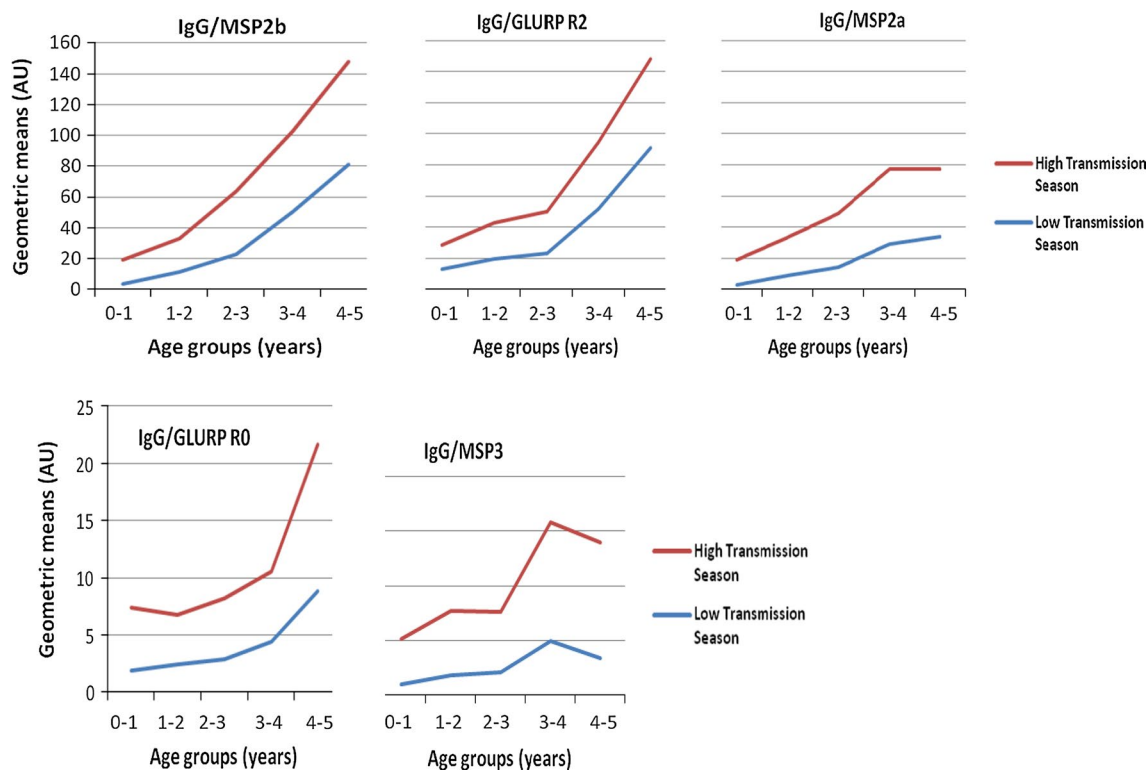 IgG/MSP2b
IgG/GLURP R2
IgG/MSP2a
Geometric means (AU)
160
140
120
100
80
60
40
20
0
0-1 1-2 2-3 3-4 4-5
Age groups (years)
0-1 1-2 2-3 3-4 4-5
Age groups (years)
0-1 1-2 2-3 3-4 4-5
Age groups (years)
High Transmission
Season
Low Transmission
Season
IgG/GLURP R0
IgG/MSP3
Geometric means (AU)
25
20
15
10
5
0
0-1 1-2 2-3 3-4 4-5
Age groups (years)
0-1 1-2 2-3 3-4 4-5
Age groups (years)
High Transmission
Season
Low Transmission
Season